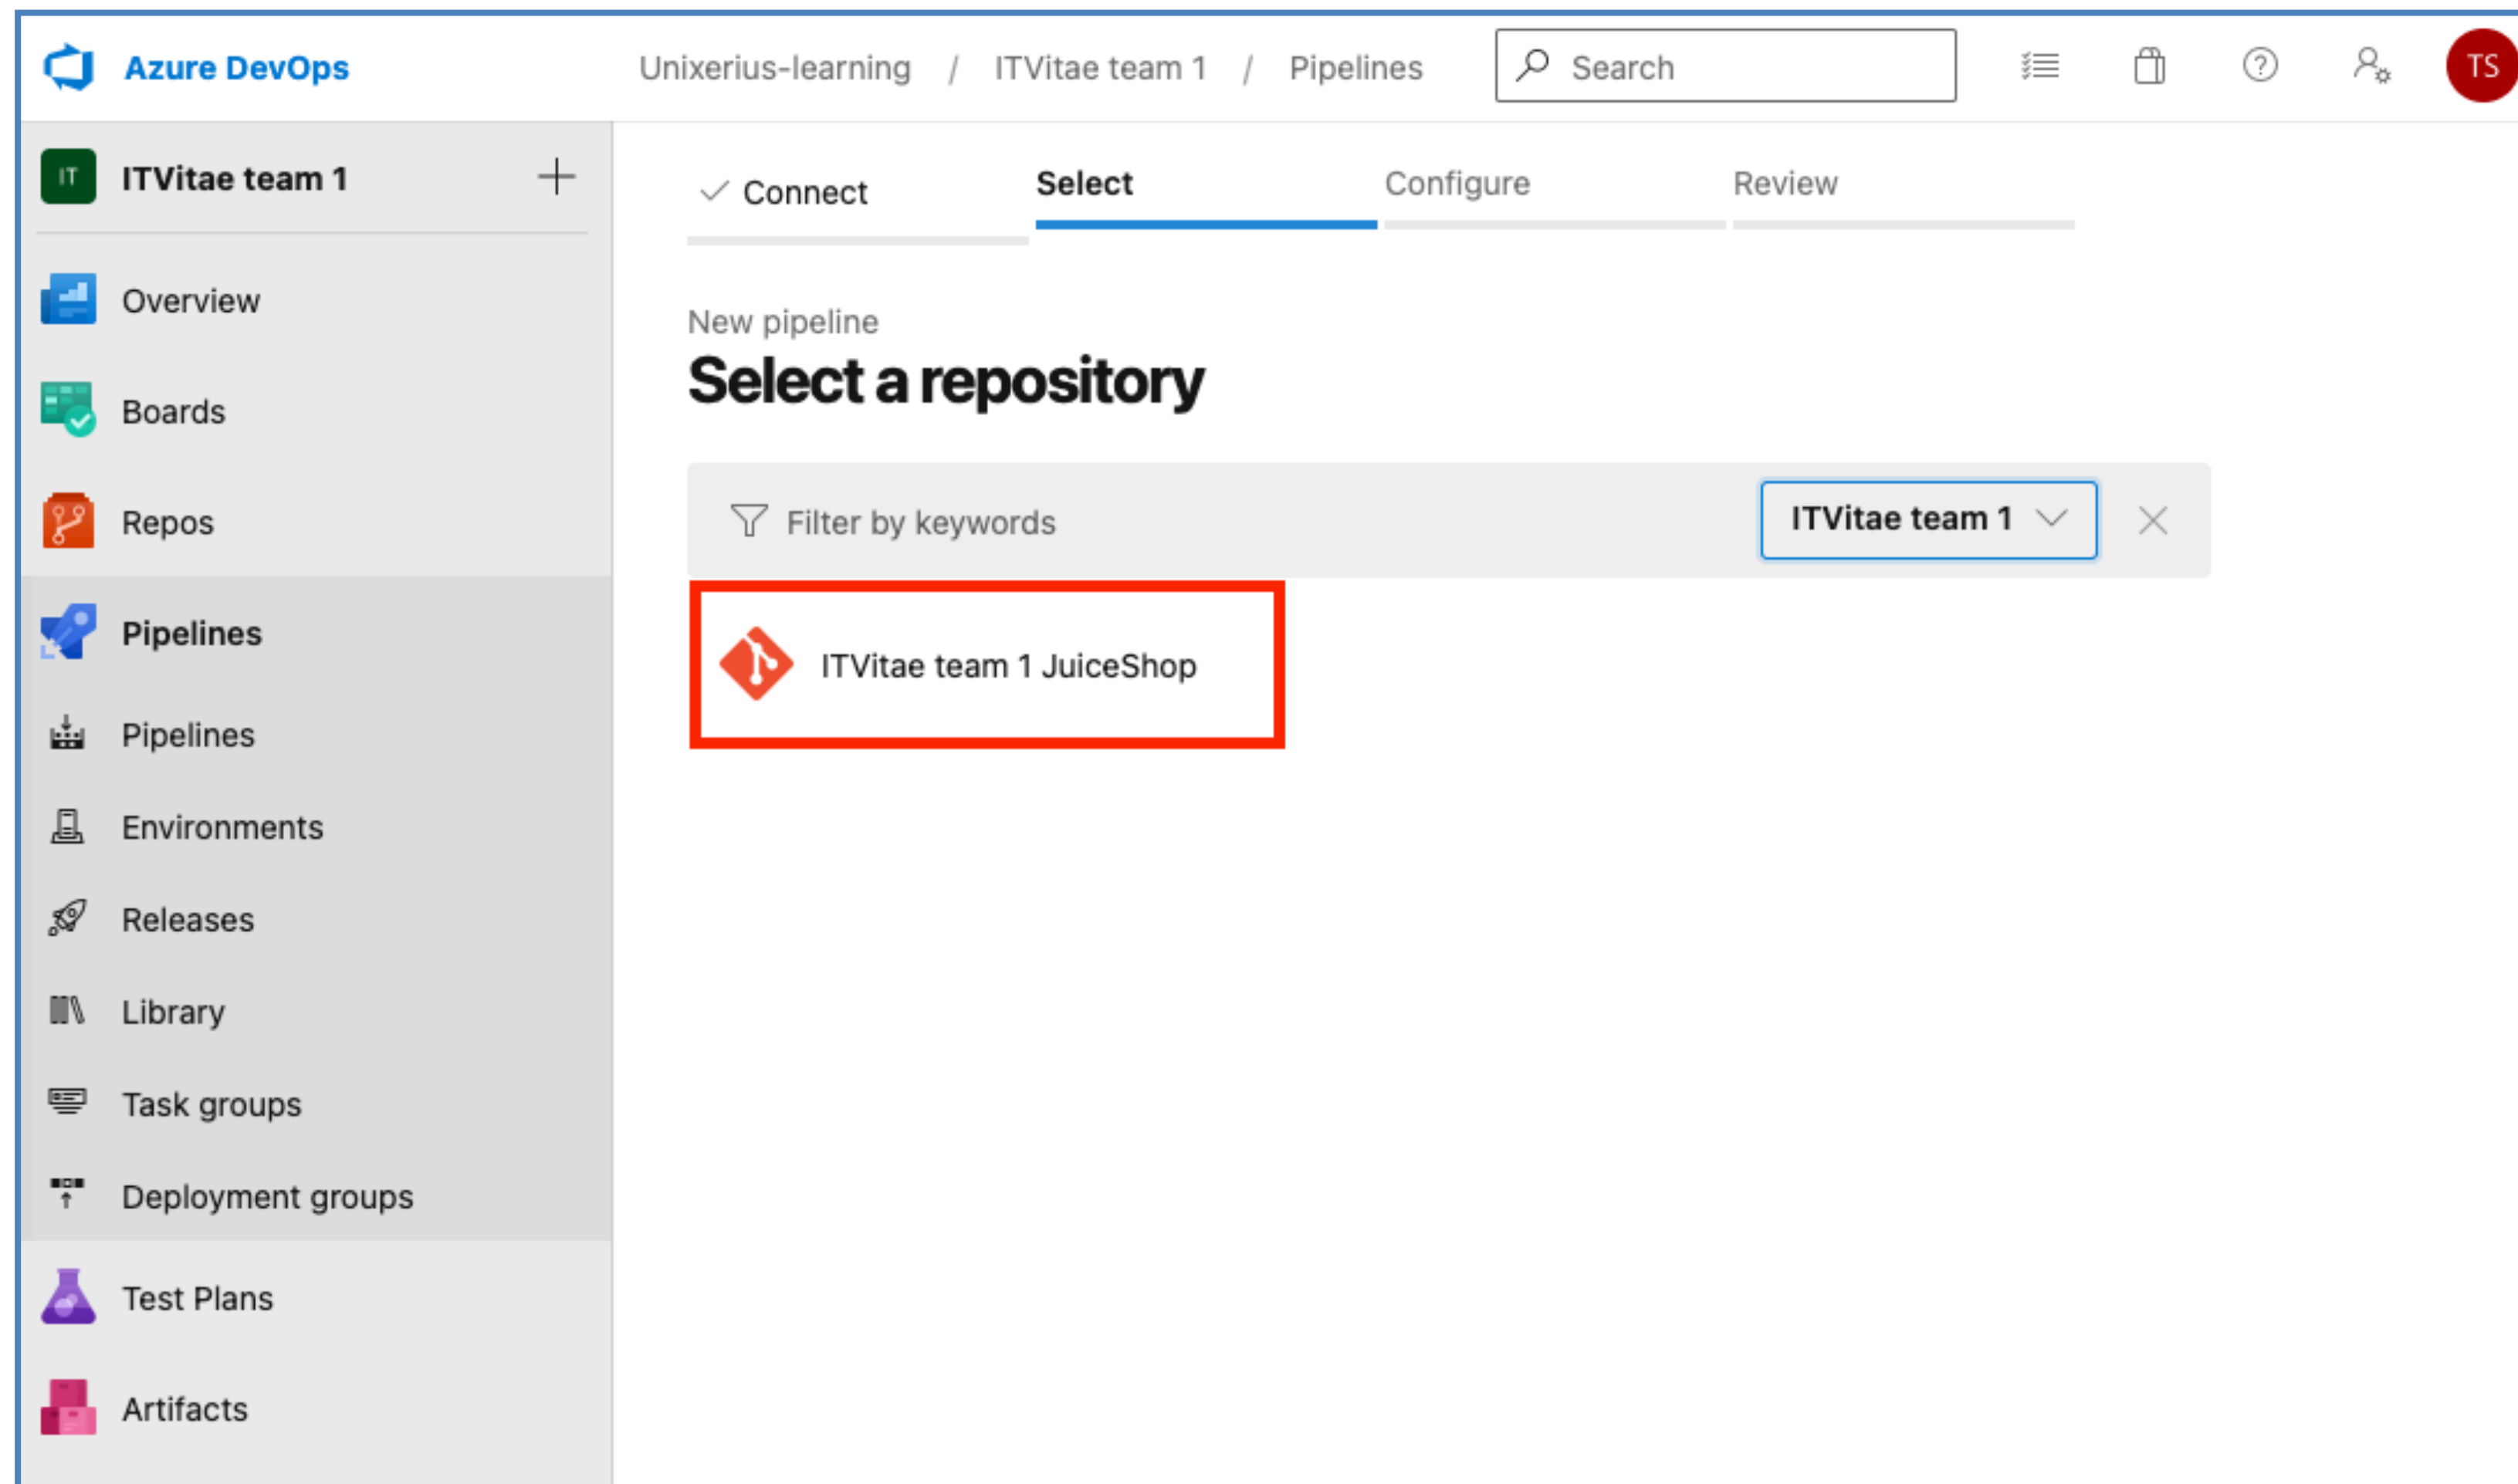 Azure DevOps
Unixerius-learning / ITVitae team 1 / Pipelines
Search
TS
IT
ITVitae team 1
Overview
Boards
Repos
Pipelines
Pipelines
Environments
Releases
Library
Task groups
Deployment groups
Test Plans
Artifacts
Connect
Select
Configure
Review
New pipeline
Select a repository
Filter by keywords
ITVitae team 1
ITVitae team 1 JuiceShop